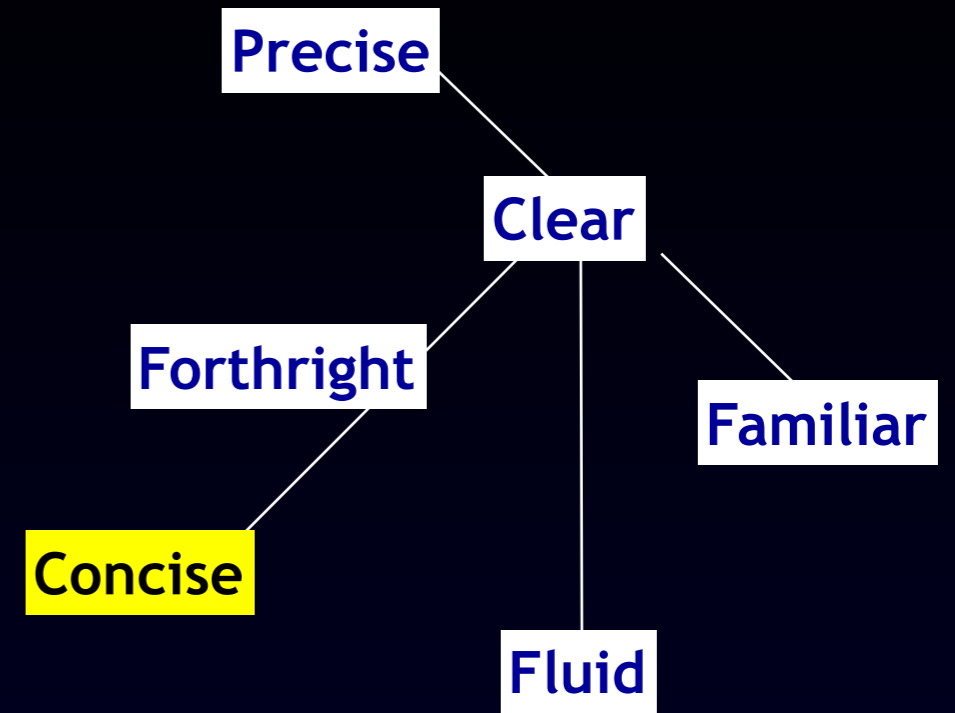 Precise
Clear
Forthright
Familiar
Concise
Fluid